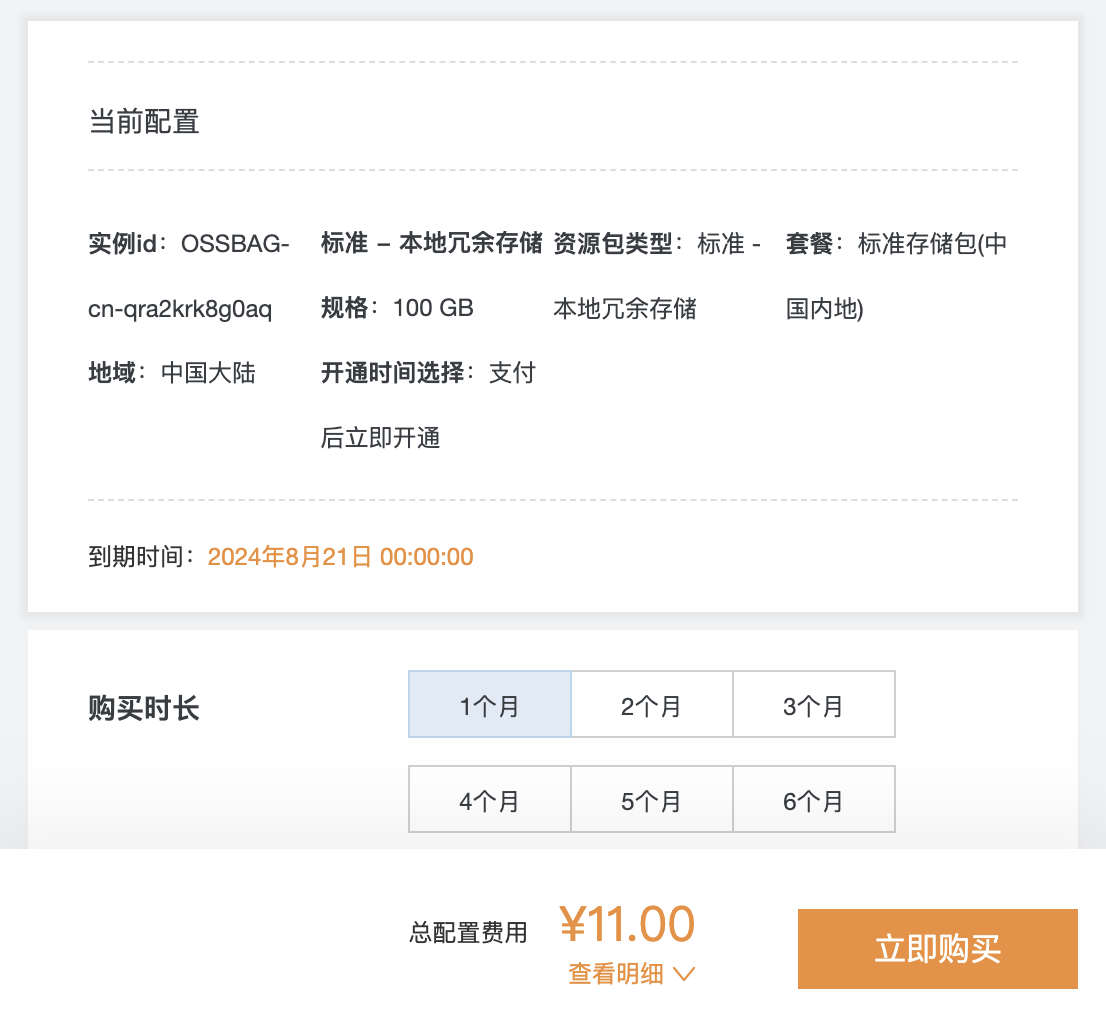 当前配置
实例id：OSSBAG-
cn-qra2krk8g0aq
标准 – 本地冗余存储
规格：100 GB
资源包类型：标准 -
本地冗余存储
套餐：标准存储包(中
国内地)
地域：中国大陆
开通时间选择：支付
后立即开通
到期时间：2024年8月21日 00:00:00
购买时长
1个月 2个月 3个月
4个月 5个月 6个月
总配置费用 ¥11.00
查看明细
立即购买